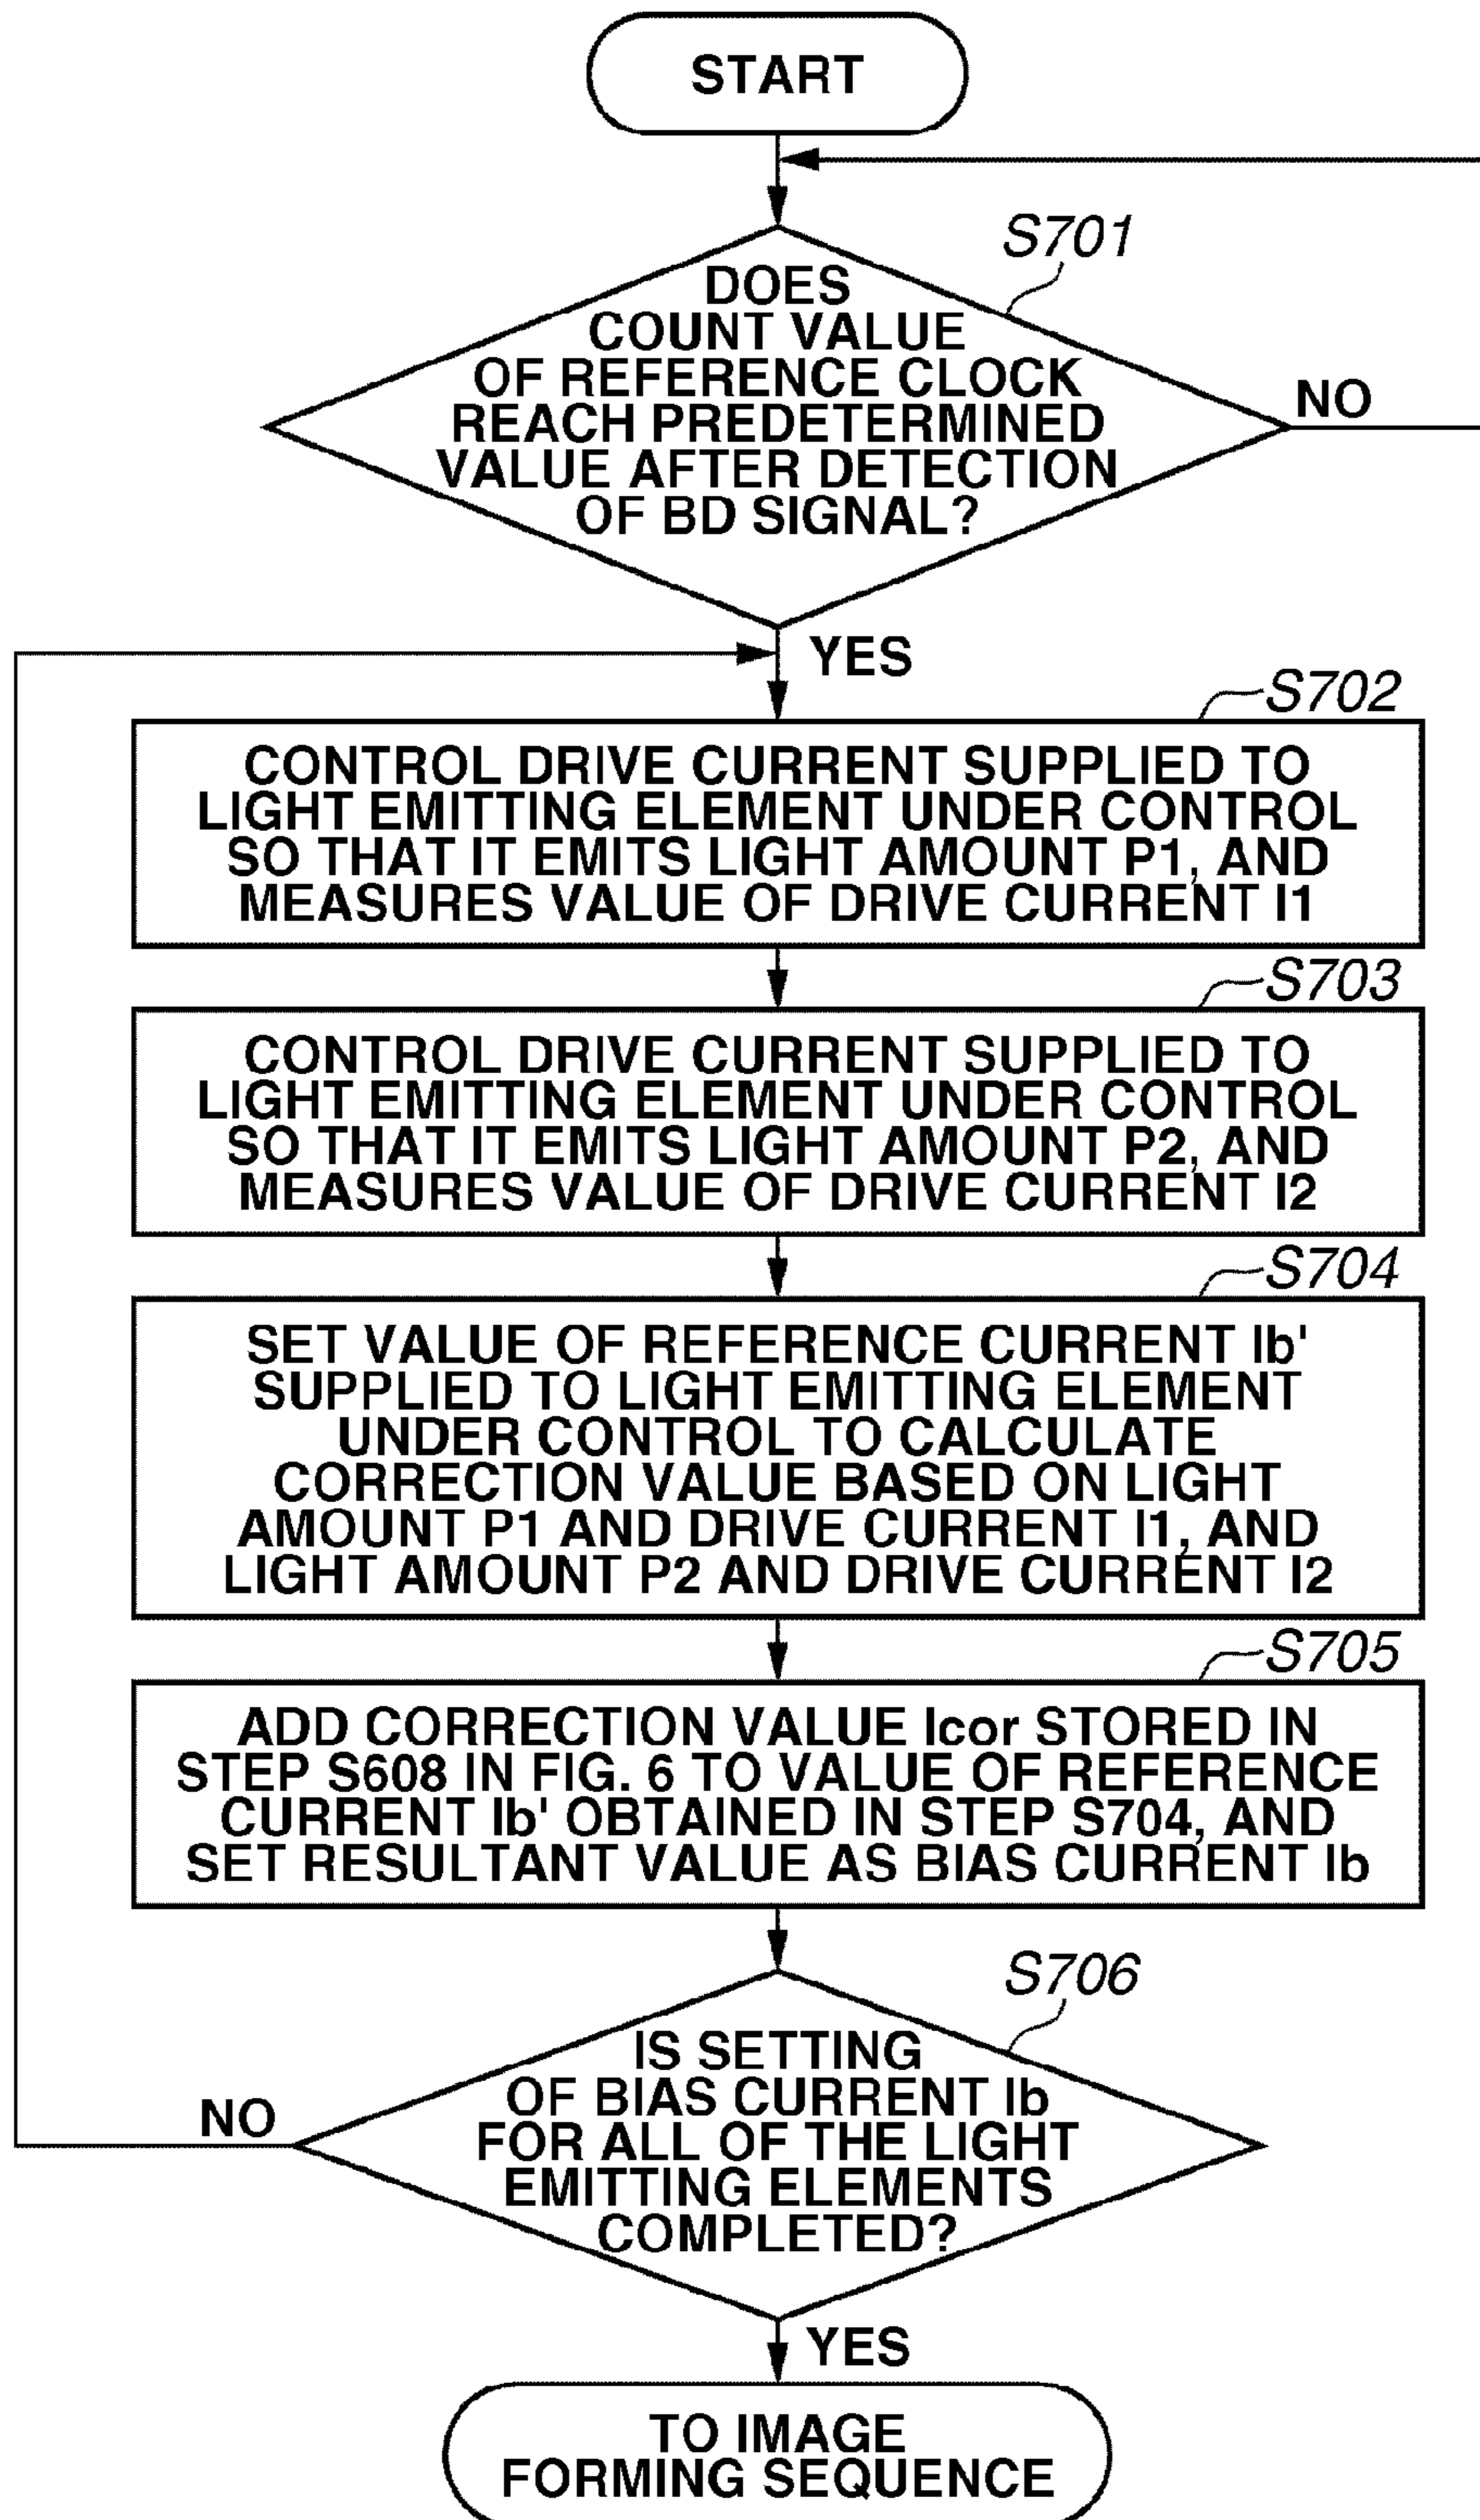 START
S701
DOES
COUNT VALUE
OF REFERENCE CLOCK
REACH PREDETERMINED
VALUE AFTER DETECTION
OF BD SIGNAL?
NO
YES
S702
CONTROL DRIVE CURRENT SUPPLIED TO
LIGHT EMITTING ELEMENT UNDER CONTROL
SO THAT IT EMITS LIGHT AMOUNT P1, AND
MEASURES VALUE OF DRIVE CURRENT I1
S703
CONTROL DRIVE CURRENT SUPPLIED TO
LIGHT EMITTING ELEMENT UNDER CONTROL
SO THAT IT EMITS LIGHT AMOUNT P2, AND
MEASURES VALUE OF DRIVE CURRENT I2
S704
SET VALUE OF REFERENCE CURRENT Ib'
SUPPLIED TO LIGHT EMITTING ELEMENT
UNDER CONTROL TO CALCULATE
CORRECTION VALUE BASED ON LIGHT
AMOUNT P1 AND DRIVE CURRENT I1, AND
LIGHT AMOUNT P2 AND DRIVE CURRENT I2
S705
ADD CORRECTION VALUE Icor STORED IN
STEP S608 IN FIG. 6 TO VALUE OF REFERENCE
CURRENT Ib' OBTAINED IN STEP S704, AND
SET RESULTANT VALUE AS BIAS CURRENT Ib
S706
IS SETTING
OF BIAS CURRENT Ib
FOR ALL OF THE LIGHT
EMITTING ELEMENTS
COMPLETED?
NO
YES
TO IMAGE
FORMING SEQUENCE